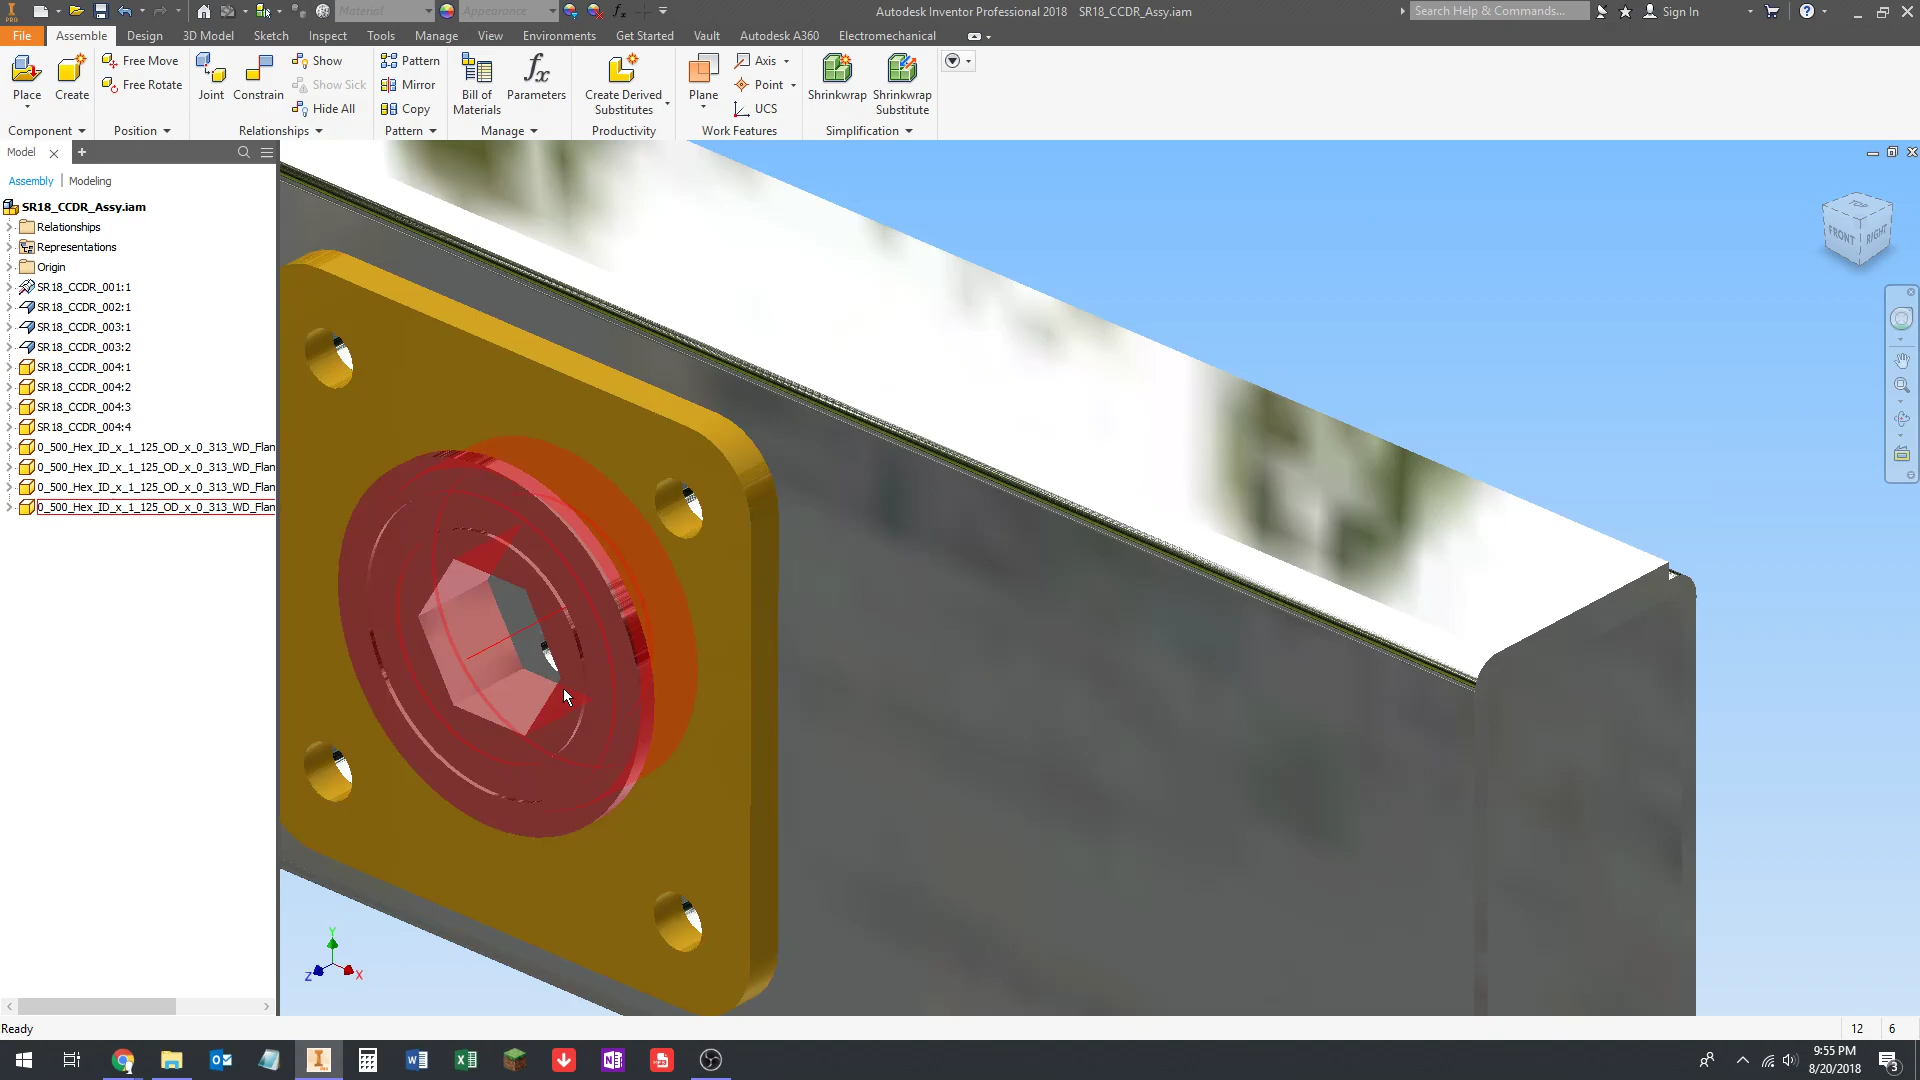 Material
Appearance
Autodesk Inventor Professional 2018
SR18_CCDR_Assy.iam
Search Help & Commands...
Sign In
PRO
File
Assemble
Design
3D Model
Sketch
Inspect
Tools
Manage
View
Environments
Get Started
Vault
Autodesk A360
Electromechanical
Place
Create
Free Move
Free Rotate
Joint
Constrain
Show
Show Sick
Hide All
Pattern
Mirror
Copy
Bill of
Materials
Parameters
Create Derived
Substitutes
Plane
Axis
Point
UCS
Shrinkwrap
Shrinkwrap
Substitute
Component
Position
Relationships
Pattern
Manage
Productivity
Work Features
Simplification
Model
Assembly
Modeling
SR18_CCDR_Assy.iam
Relationships
Representations
Origin
SR18_CCDR_001:1
SR18_CCDR_002:1
SR18_CCDR_003:1
SR18_CCDR_003:2
SR18_CCDR_004:1
SR18_CCDR_004:2
SR18_CCDR_004:3
SR18_CCDR_004:4
0_500_Hex_ID_x_1_125_OD_x_0_313_WD_Flan
0_500_Hex_ID_x_1_125_OD_x_0_313_WD_Flan
0_500_Hex_ID_x_1_125_OD_x_0_313_WD_Flan
0_500_Hex_ID_x_1_125_OD_x_0_313_WD_Flan
TOP
FRONT
RIGHT
Y
Z
X
Ready
12
6
9:55 PM
8/20/2018
3